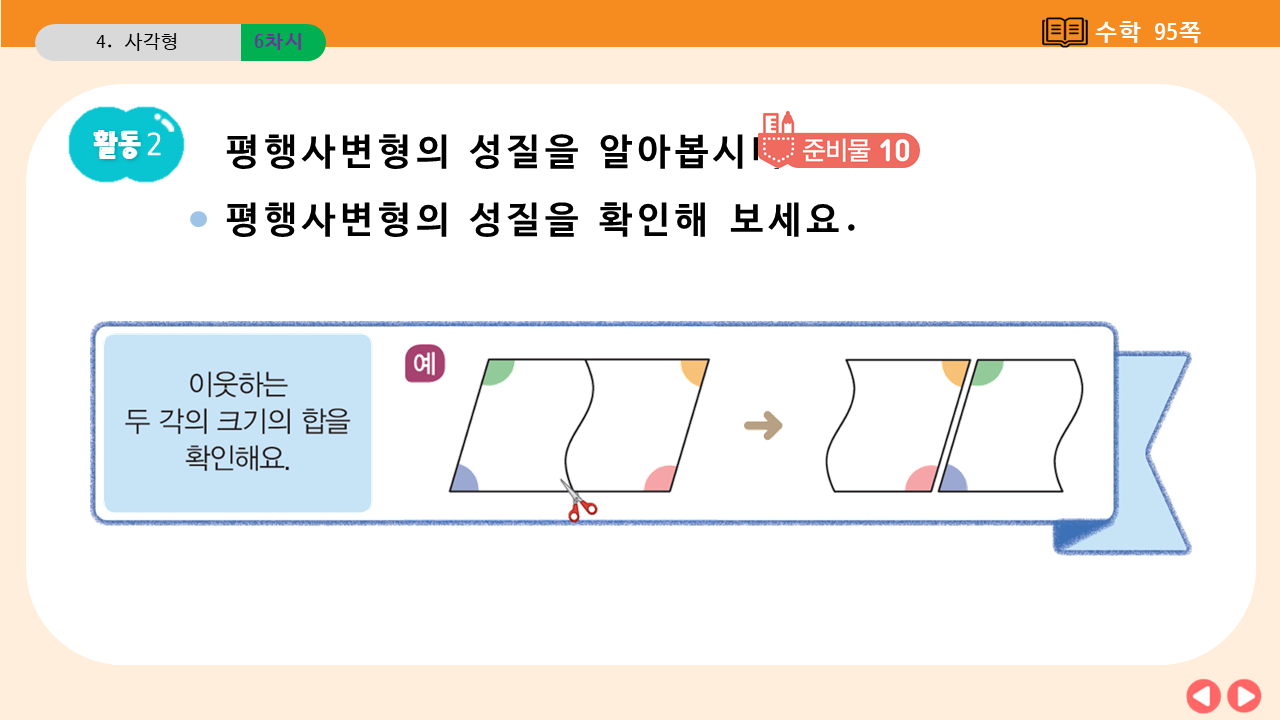 4. 사각형
6차시
수학 95쪽
활동 2
평행사변형의 성질을 알아봅시
준비물 10
평행사변형의 성질을 확인해 보세요.
이웃하는
두 각의 크기의 합을
확인해요.
예